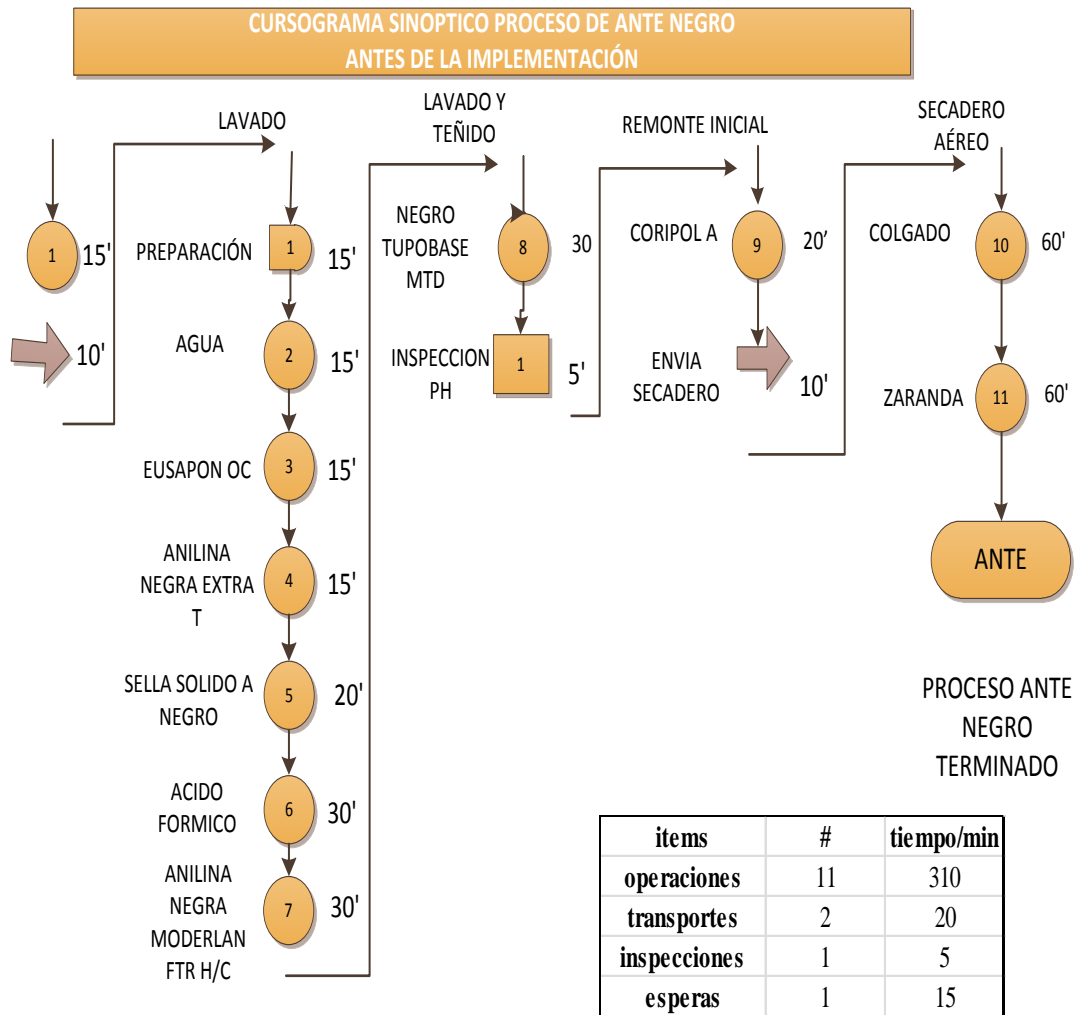 CURSOGRAMA SINOPTICO PROCESO DE ANTE NEGRO
ANTES DE LA IMPLEMENTACIÓN
1
15'
10'
LAVADO
PREPARACIÓN
1
15'
AGUA
2
15'
EUSAPON OC
3
15'
ANILINA
NEGRA EXTRA
T
4
15'
SELLA SOLIDO A
NEGRO
5
20'
ACIDO
FORMICO
6
30'
ANILINA
NEGRA
MODERLAN
FTR H/C
7
30'
LAVADO Y
TEÑIDO
NEGRO
TUPOBASE
MTD
8
30
INSPECCION
PH
1
5'
REMONTE INICIAL
CORIPOL A
9
20’
ENVIA
SECADERO
10'
SECADERO
AÉREO
COLGADO
10
60'
ZARANDA
11
60'
ANTE
PROCESO ANTE
NEGRO
TERMINADO
items # tiempo/min
operaciones 11 310
transportes 2 20
inspecciones 1 5
esperas 1 15